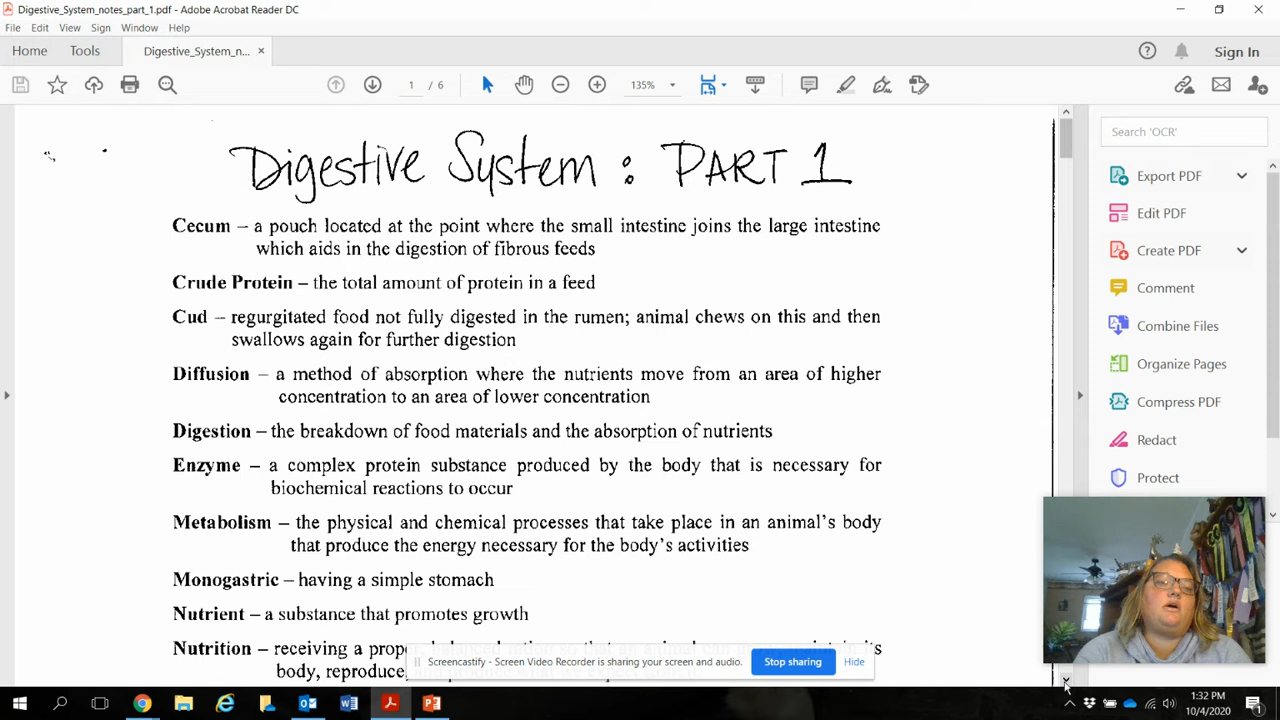 Digestive_System_notes_part_1.pdf - Adobe Acrobat Reader DC
File Edit View Sign Window Help
Home Tools Digestive_System_n... × Sign In
1 / 6 135%
Search 'OCR'
Digestive System : PART 1
Cecum – a pouch located at the point where the small intestine joins the large intestine
which aids in the digestion of fibrous feeds
Crude Protein – the total amount of protein in a feed
Cud – regurgitated food not fully digested in the rumen; animal chews on this and then
swallows again for further digestion
Diffusion – a method of absorption where the nutrients move from an area of higher
concentration to an area of lower concentration
Digestion – the breakdown of food materials and the absorption of nutrients
Enzyme – a complex protein substance produced by the body that is necessary for
biochemical reactions to occur
Metabolism – the physical and chemical processes that take place in an animal's body
that produce the energy necessary for the body's activities
Monogastric – having a simple stomach
Nutrient – a substance that promotes growth
Nutrition – receiving a proper, balanced ration so that an animal can
body, reproduce,
Export PDF
Edit PDF
Create PDF
Comment
Combine Files
Organize Pages
Compress PDF
Redact
Protect
Screencastify - Screen Video Recorder is sharing your screen and audio. Stop sharing Hide
1:32 PM
10/4/2020
1